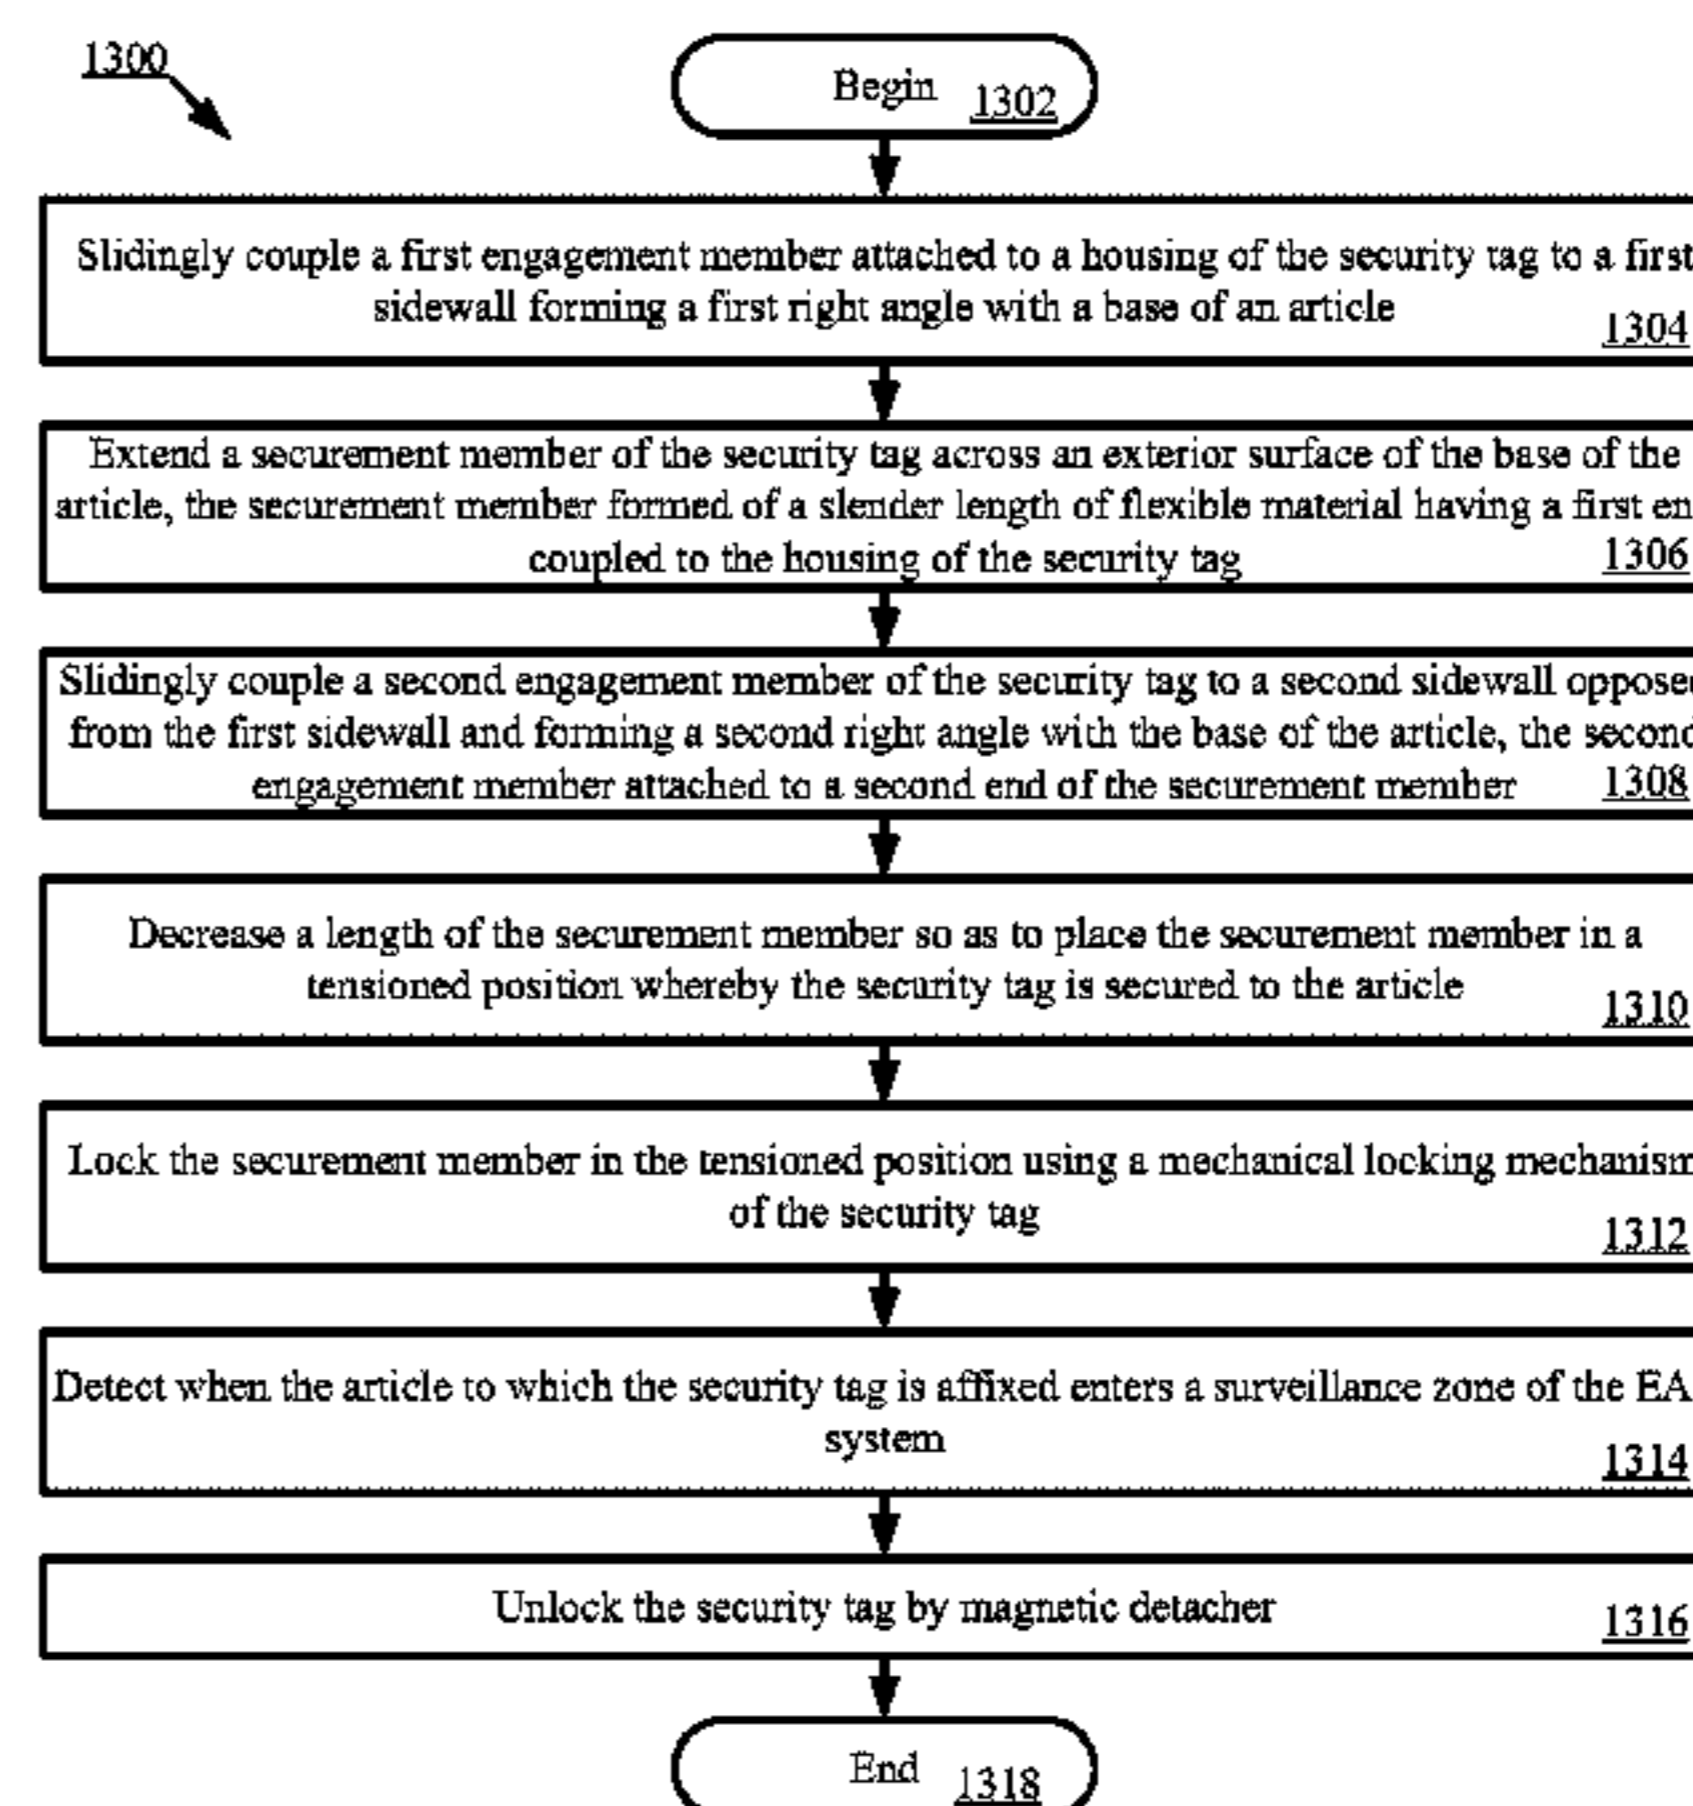 1300
Begin 1302
Slidingly couple a first engagement member attached to a housing of the security tag to a first
sidewall forming a first right angle with a base of an article
1304
Extend a securement member of the security tag across an exterior surface of the base of the
article, the securement member formed of a slender length of flexible material having a first en
coupled to the housing of the security tag
1306
Slidingly couple a second engagement member of the security tag to a second sidewall oppose
from the first sidewall and forming a second right angle with the base of the article, the second
engagement member attached to a second end of the securement member
1308
Decrease a length of the securement member so as to place the securement member in a
tensioned position whereby the security tag is secured to the article
1310
Lock the securement member in the tensioned position using a mechanical locking mechanism
of the security tag
1312
Detect when the article to which the security tag is affixed enters a surveillance zone of the EA
system
1314
Unlock the security tag by magnetic detacher
1316
End 1318